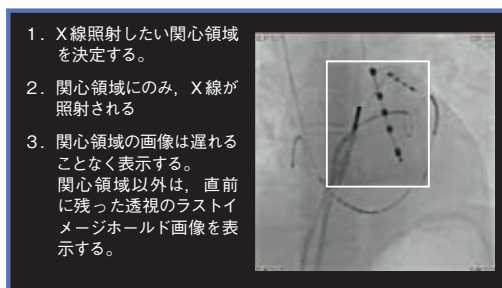 1．X線照射したい関心領域
を決定する。
2．関心領域にのみ，X線が
照射される
3．関心領域の画像は遅れる
ことなく表示する。
関心領域以外は，直前
に残った透視のラストイ
メージホールド画像を表
示する。